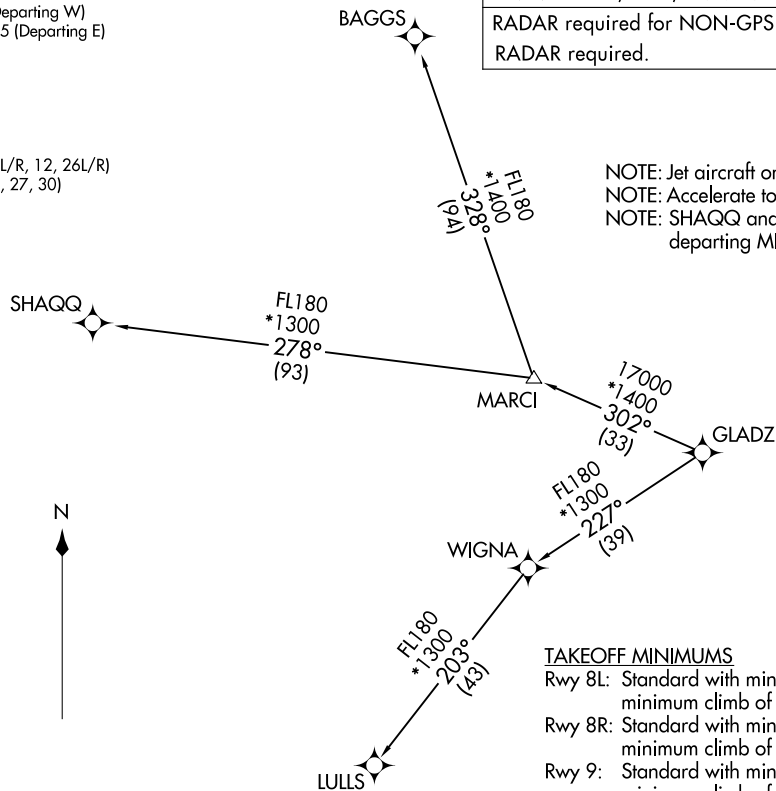 Departing W)
5 (Departing E)
L/R, 12, 26L/R)
, 27, 30)
BAGGS
RADAR required for NON-GPS
RADAR required.
FL180
*1400
328°
(94)
NOTE: Jet aircraft on
NOTE: Accelerate to
NOTE: SHAQQ and
departing MI
SHAQQ
FL180
*1300
278°
(93)
MARCI
17000
*1400
302°
(33)
GLADZ
FL180
*1300
227°
(39)
N
WIGNA
FL180
*1300
203°
(43)
LULLS
TAKEOFF MINIMUMS
Rwy 8L: Standard with min
minimum climb of
Rwy 8R: Standard with min
minimum climb of
Rwy 9: Standard with min